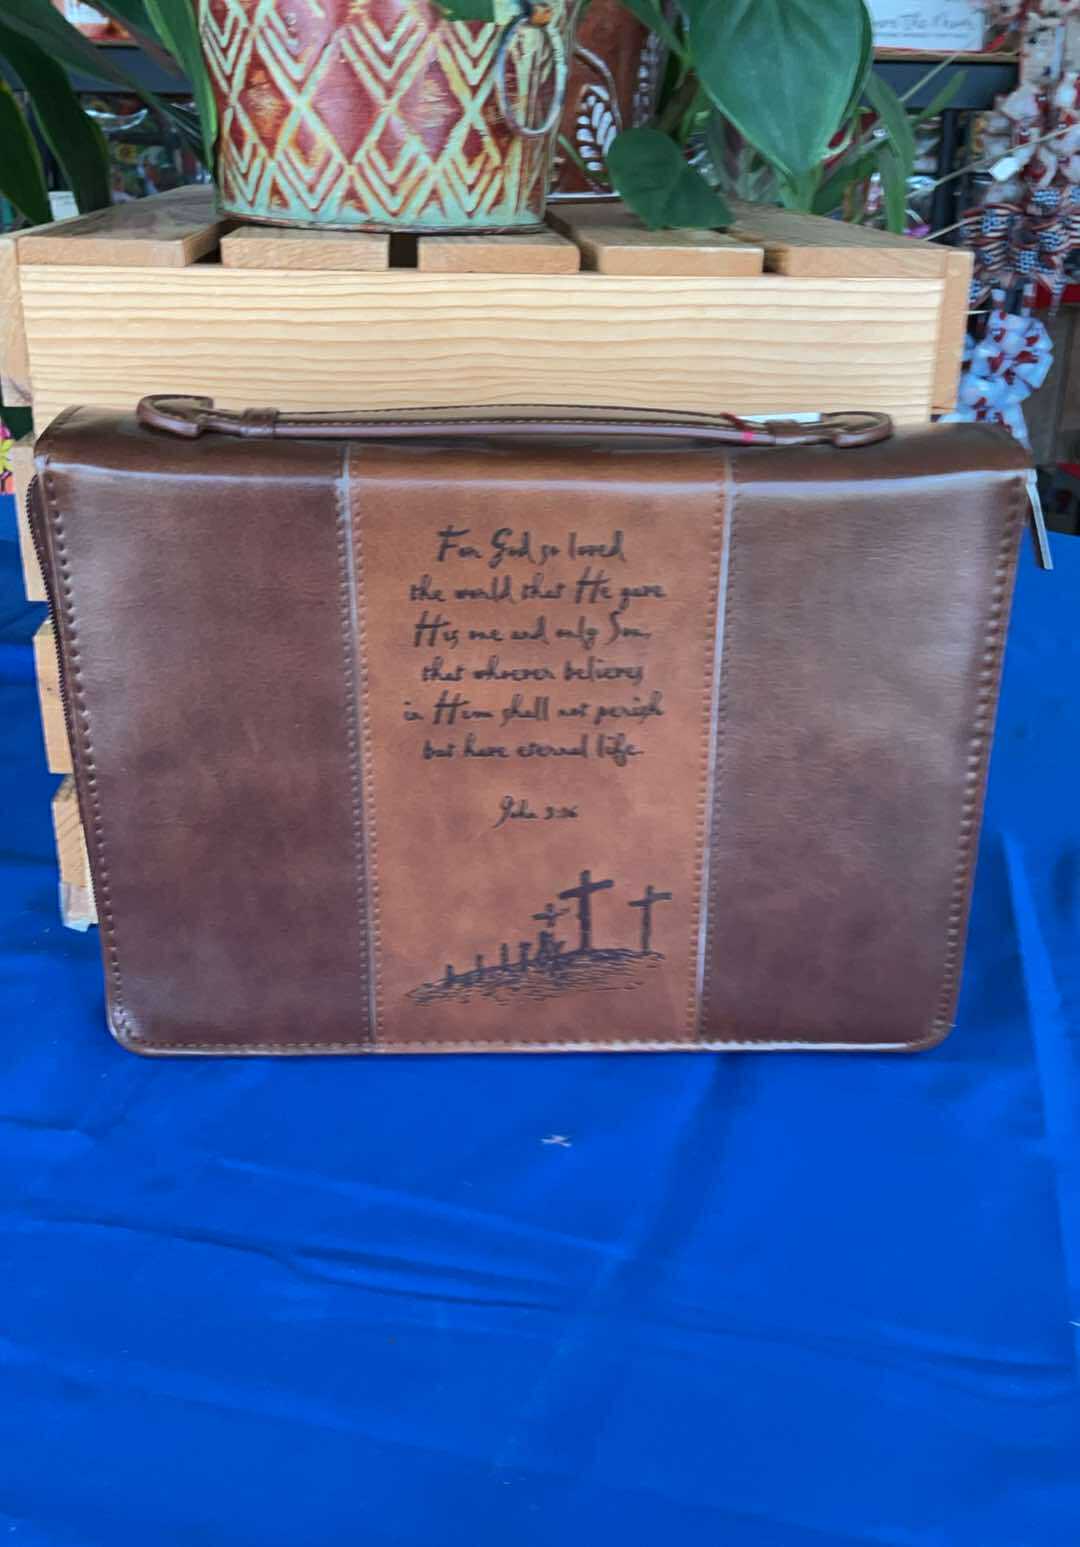 For God so loved
the world that He gave
His one and only Son,
that whoever believes
in Him shall not perish
but have eternal life.
John 3:16